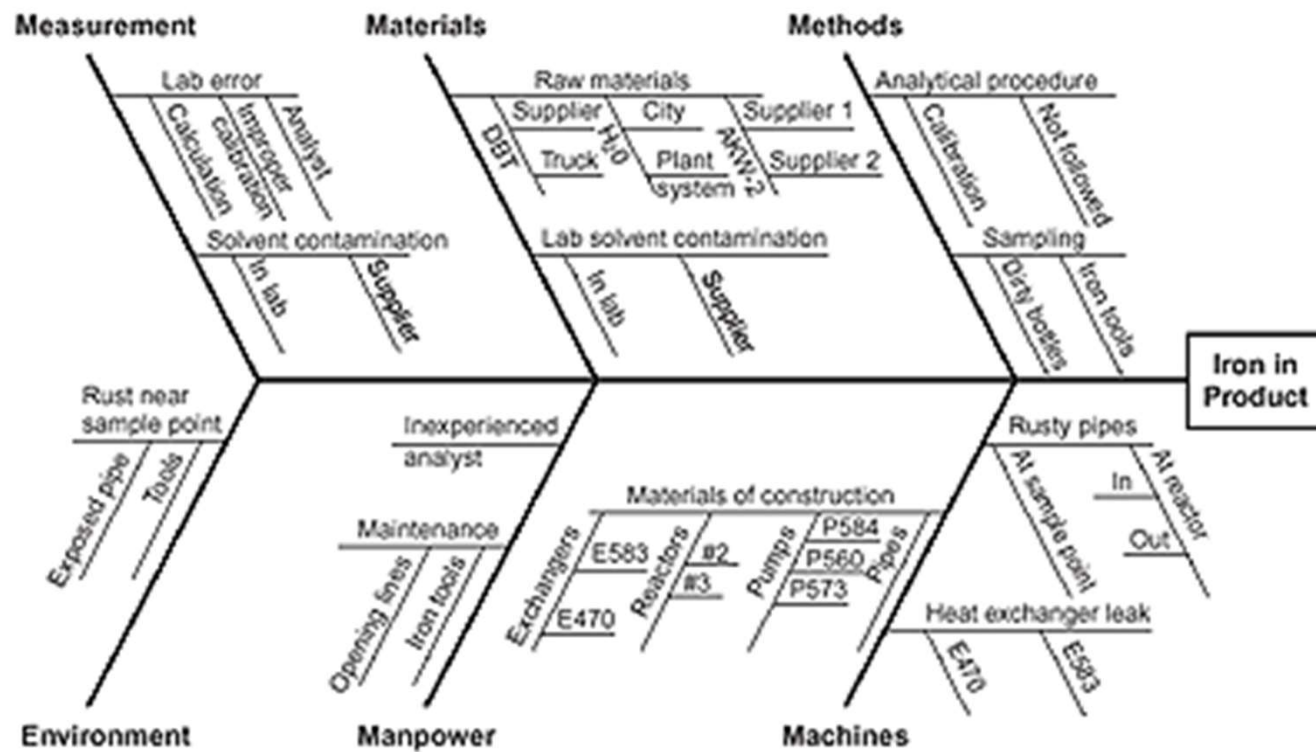 Measurement
Materials
Methods
Lab error
Calculation
Improper
calibration
Analyst
Solvent contamination
In lab
Supplier
Raw materials
DBT
Supplier
Truck
H₂0
City
Plant
system
AKW-2
Supplier 1
Supplier 2
Lab solvent contamination
In lab
Supplier
Analytical procedure
Calibration
Not followed
Sampling
Dirty bottles
Iron tools
Iron in
Product
Rust near
sample point
Exposed pipe
Tools
Inexperienced
analyst
Maintenance
Opening lines
Iron tools
Materials of construction
Exchangers
E583
E470
Reactors
#2
#3
Pumps
P584
P560
P573
Pipes
Rusty pipes
At sample point
At reactor
In
Out
Heat exchanger leak
E470
E583
Environment
Manpower
Machines